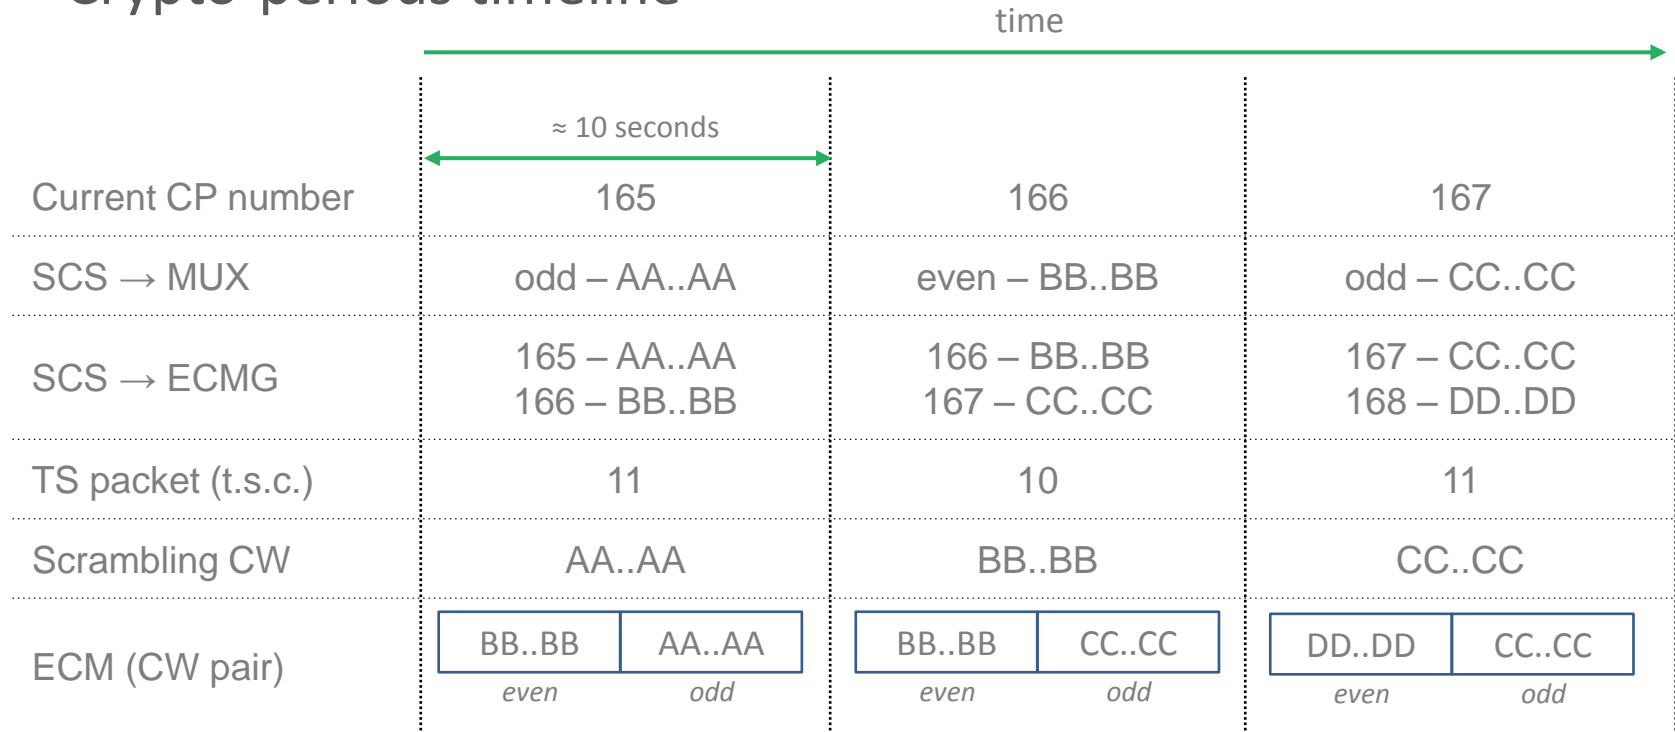 Crypto-periods timeline
time
≈ 10 seconds
Current CP number 165 166 167
SCS → MUX odd – AA..AA even – BB..BB odd – CC..CC
SCS → ECMG 165 – AA..AA 166 – BB..BB 167 – CC..CC
166 – BB..BB 167 – CC..CC 168 – DD..DD
TS packet (t.s.c.) 11 10 11
Scrambling CW AA..AA BB..BB CC..CC
ECM (CW pair) BB..BB AA..AA BB..BB CC..CC DD..DD CC..CC
even odd even odd even odd